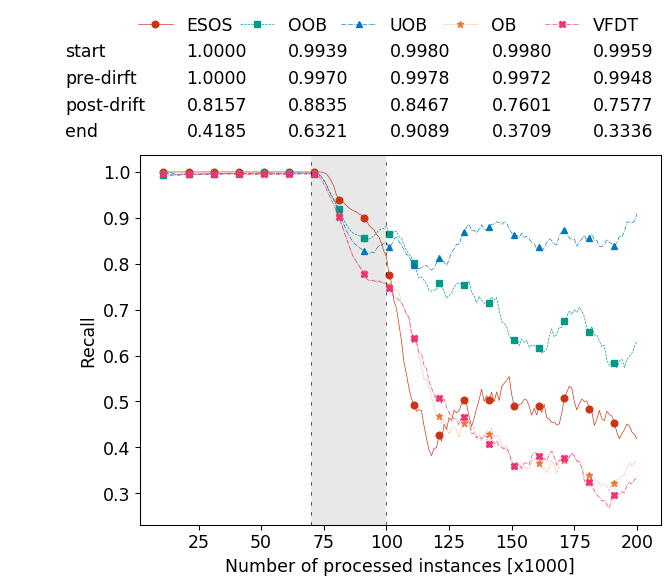 ESOS OOB UOB OB VFDT
start 1.0000 0.9939 0.9980 0.9980 0.9959
pre-dirft 1.0000 0.9970 0.9978 0.9972 0.9948
post-drift 0.8157 0.8835 0.8467 0.7601 0.7577
end 0.4185 0.6321 0.9089 0.3709 0.3336
1.0
0.9
0.8
0.7
0.6
0.5
0.4
0.3
Recall
25 50 75 100 125 150 175 200
Number of processed instances [x1000]